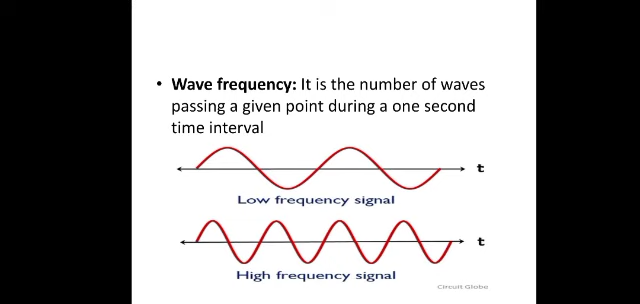 • Wave frequency: It is the number of waves
passing a given point during a one second
time interval
t
Low frequency signal
t
High frequency signal
Circuit Globe